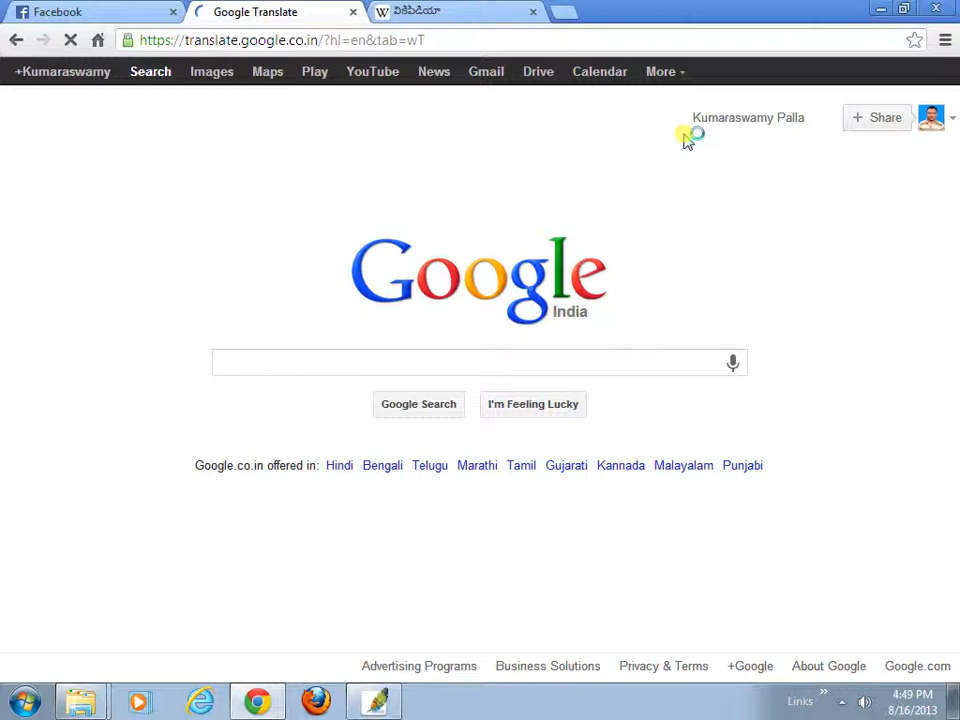 Facebook
Google Translate
W వికీపీడియా
https://translate.google.co.in/?hl=en&tab=wT
+Kumaraswamy Search Images Maps Play YouTube News Gmail Drive Calendar More
Kumaraswamy Palla + Share
Google
India
Google Search I'm Feeling Lucky
Google.co.in offered in: Hindi Bengali Telugu Marathi Tamil Gujarati Kannada Malayalam Punjabi
Advertising Programs Business Solutions Privacy & Terms +Google About Google Google.com
Links » 4:49 PM
8/16/2013